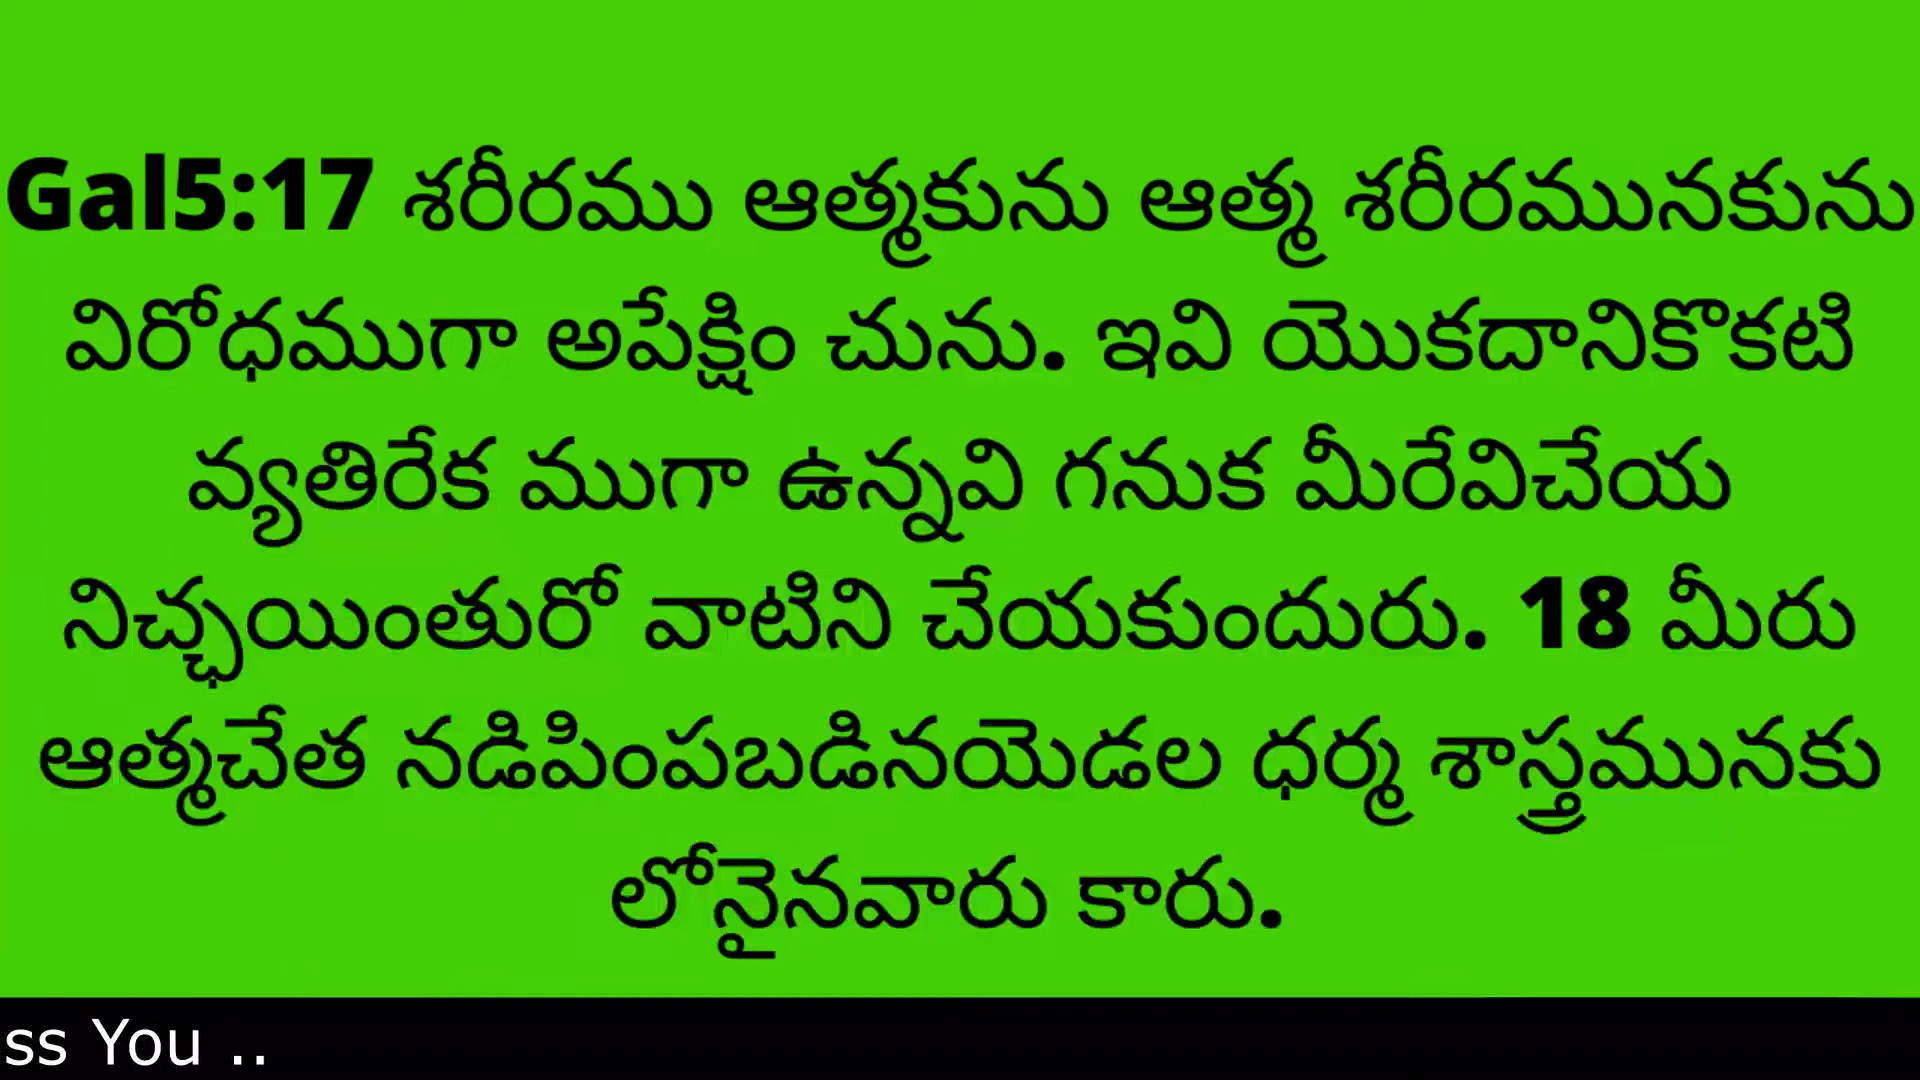 Gal5:17 శరీరము ఆత్మకును ఆత్మ శరీరమునకును
విరోధముగా అపేక్షిం చును. ఇవి యొకదానికొకటి
వ్యతిరేక ముగా ఉన్నవి గనుక మీరేవిచేయ
నిచ్ఛయింతురో వాటిని చేయకుందురు. 18 మీరు
ఆత్మచేత నడిపింపబడినయెడల ధర్మ శాస్త్రమునకు
లోనైనవారు కారు.
ss You ..